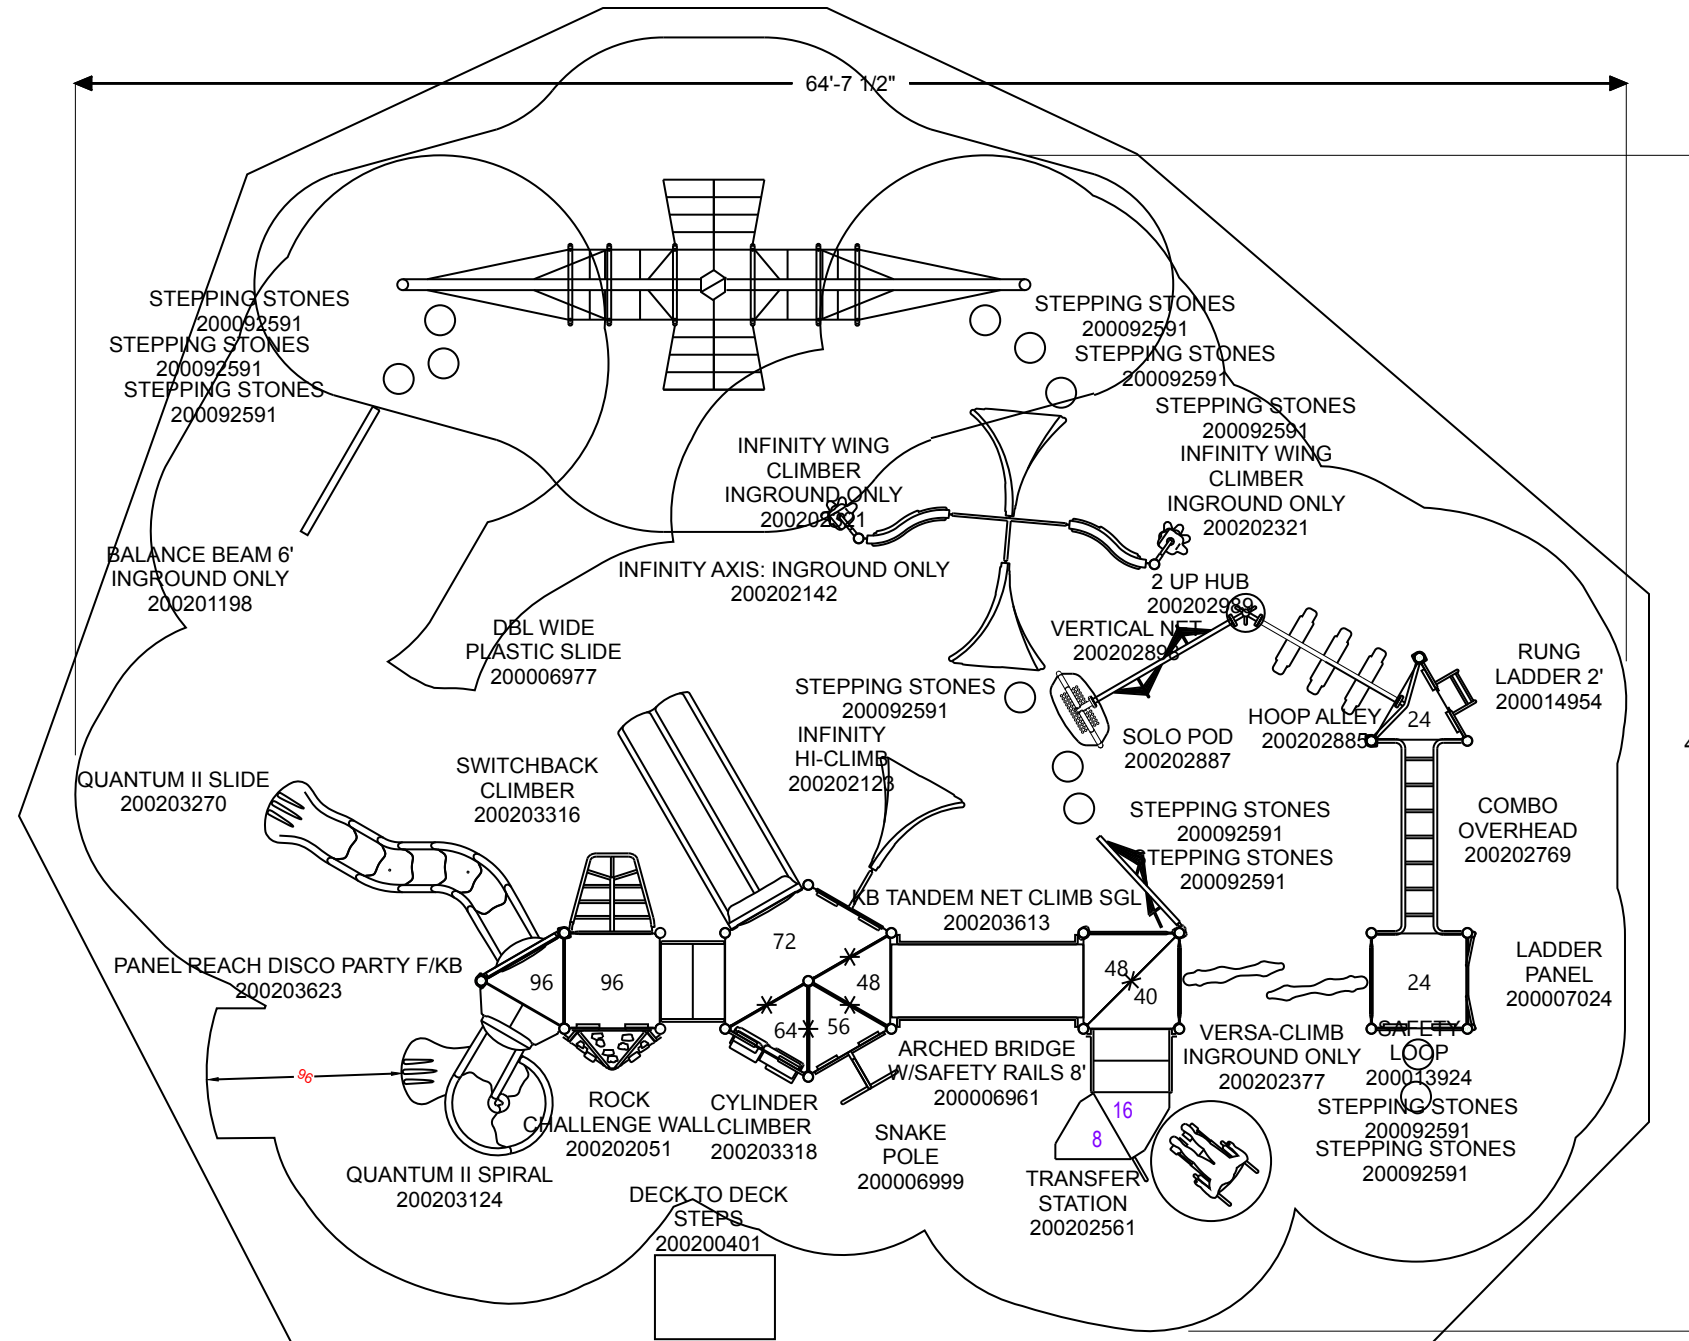 64'-7 1/2"
STEPPING STONES
200092591
STEPPING STONES
200092591
STEPPING STONES
200092591
STEPPING STONES
200092591
STEPPING STONES
200092591
STEPPING STONES
200092591
INFINITY WING
CLIMBER
INGROUND ONLY
INFINITY WING
CLIMBER
INGROUND ONLY
200202321
BALANCE BEAM 6'
INGROUND ONLY
200201198
INFINITY AXIS: INGROUND ONLY
200202142
2 UP HUB
200202989
DBL WIDE
PLASTIC SLIDE
200006977
VERTICAL NET
RUNG
LADDER 2'
200014954
STEPPING STONES
200092591
INFINITY
HI-CLIMB
200202123
SOLO POD
200202887
HOOP ALLEY
200202885
24
QUANTUM II SLIDE
200203270
SWITCHBACK
CLIMBER
200203316
STEPPING STONES
200092591
STEPPING STONES
200092591
COMBO
OVERHEAD
200202769
KB TANDEM NET CLIMB SGL
200203613
PANEL REACH DISCO PARTY F/KB
200203623
96
96
72
48
64
56
48
40
24
LADDER
PANEL
200007024
96
ROCK
CHALLENGE WALL
200202051
CYLINDER
CLIMBER
200203318
ARCHED BRIDGE
W/SAFETY RAILS 8'
200006961
VERSA-CLIMB
INGROUND ONLY
200202377
SAFETY
LOOP
200013924
STEPPING STONES
200092591
STEPPING STONES
200092591
16
8
SNAKE
POLE
200006999
QUANTUM II SPIRAL
200203124
TRANSFER
STATION
200202561
DECK TO DECK
STEPS
200200401